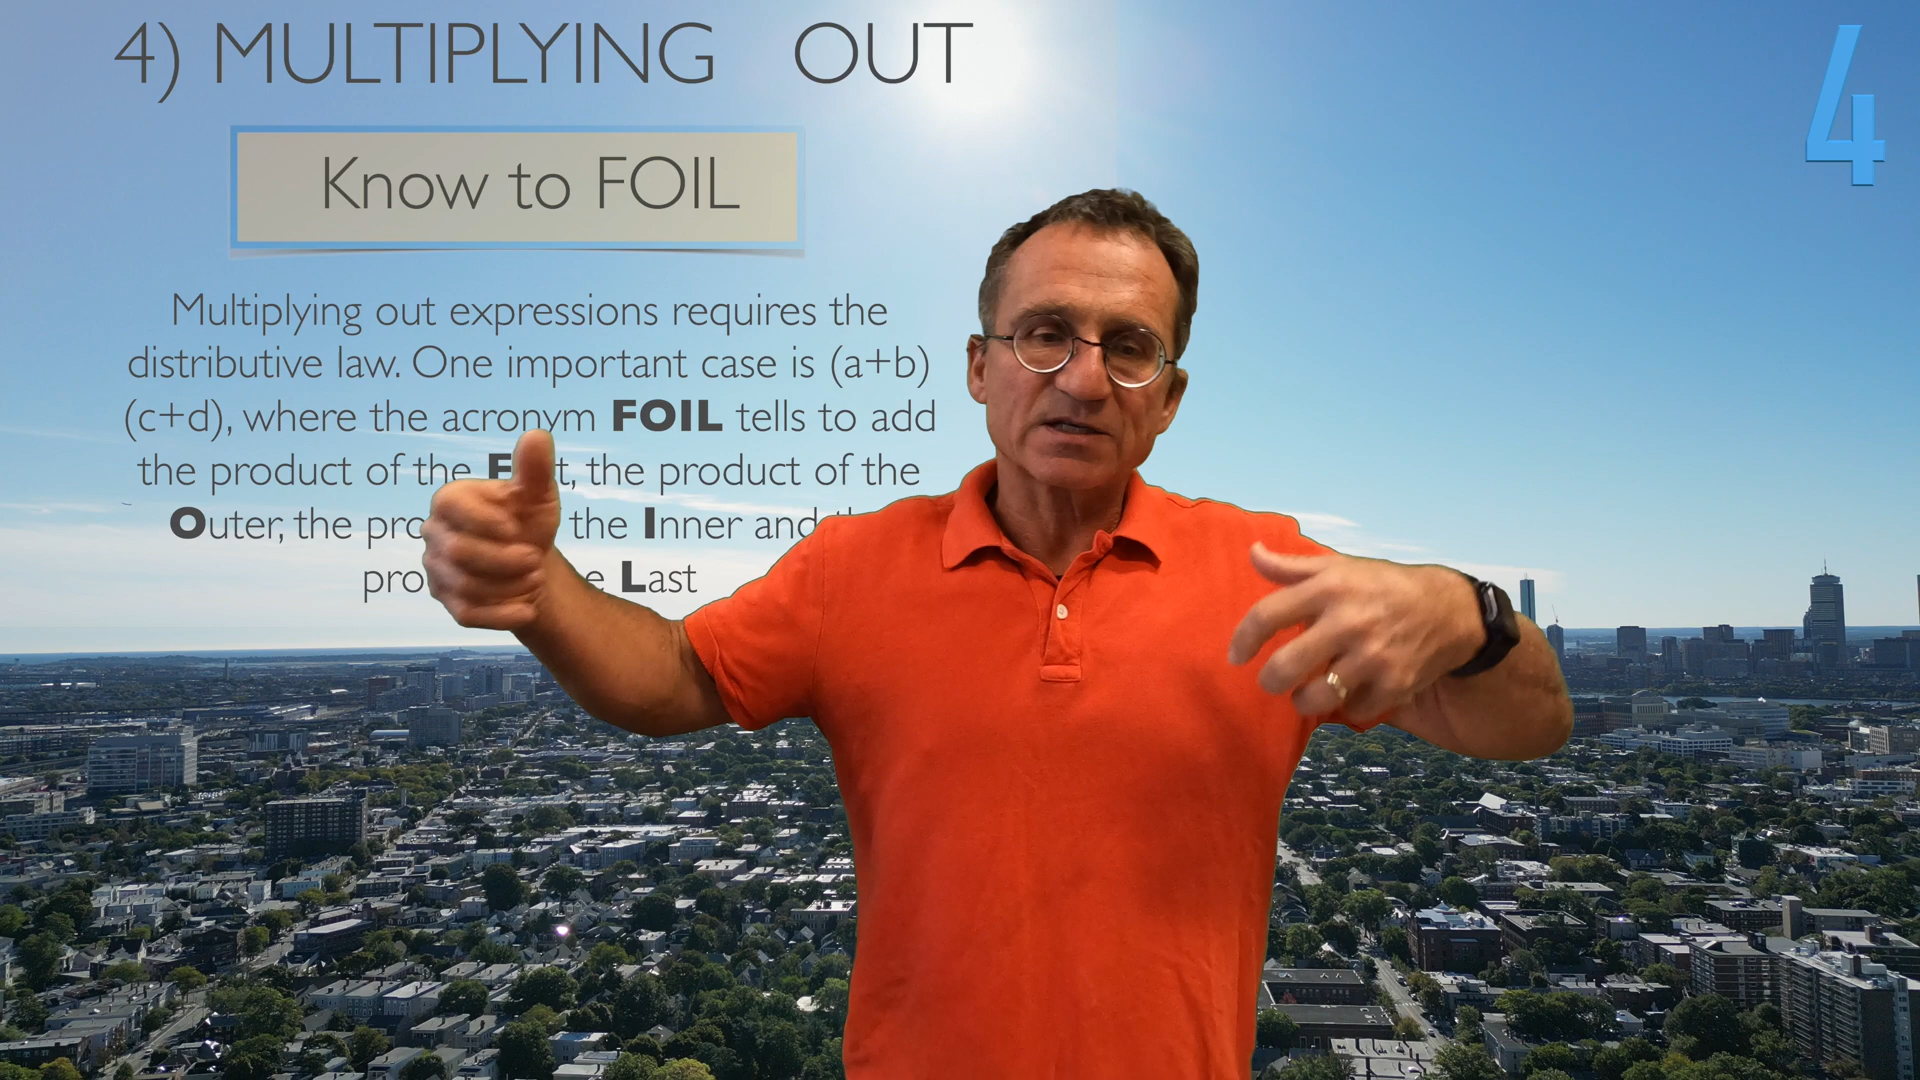 4) MULTIPLYING OUT
4
Know to FOIL
Multiplying out expressions requires the
distributive law. One important case is (a+b)
(c+d), where the acronym FOIL tells to add
the product of the the product of the
Outer, the the Inner and
Last